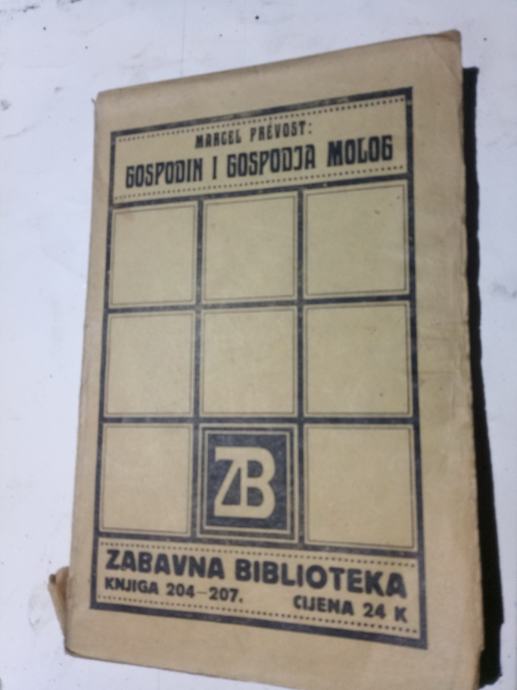 MARCEL PRÉVOST:
GOSPODIN I GOSPODJA MOLOG
ZB
ZABAVNA BIBLIOTEKA
KNJIGA 204-207. CIJENA 24 K